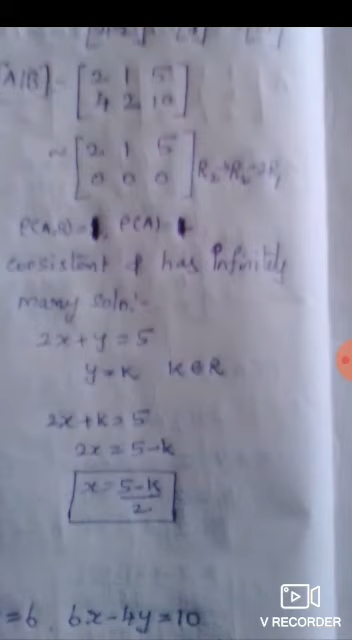 [A|B] ~ [2 1 5
4 2 10]
~ [2 1 5
0 0 0] R₂→R₂-2R₁
ρ(A,B)=1, ρ(A)=1
consistent & has Infinitely
many soln:-
2x+y=5
y=k k∈R
2x+k=5
2x=5-k
x=5-k
2
=6, 6x-4y=10
V RECORDER